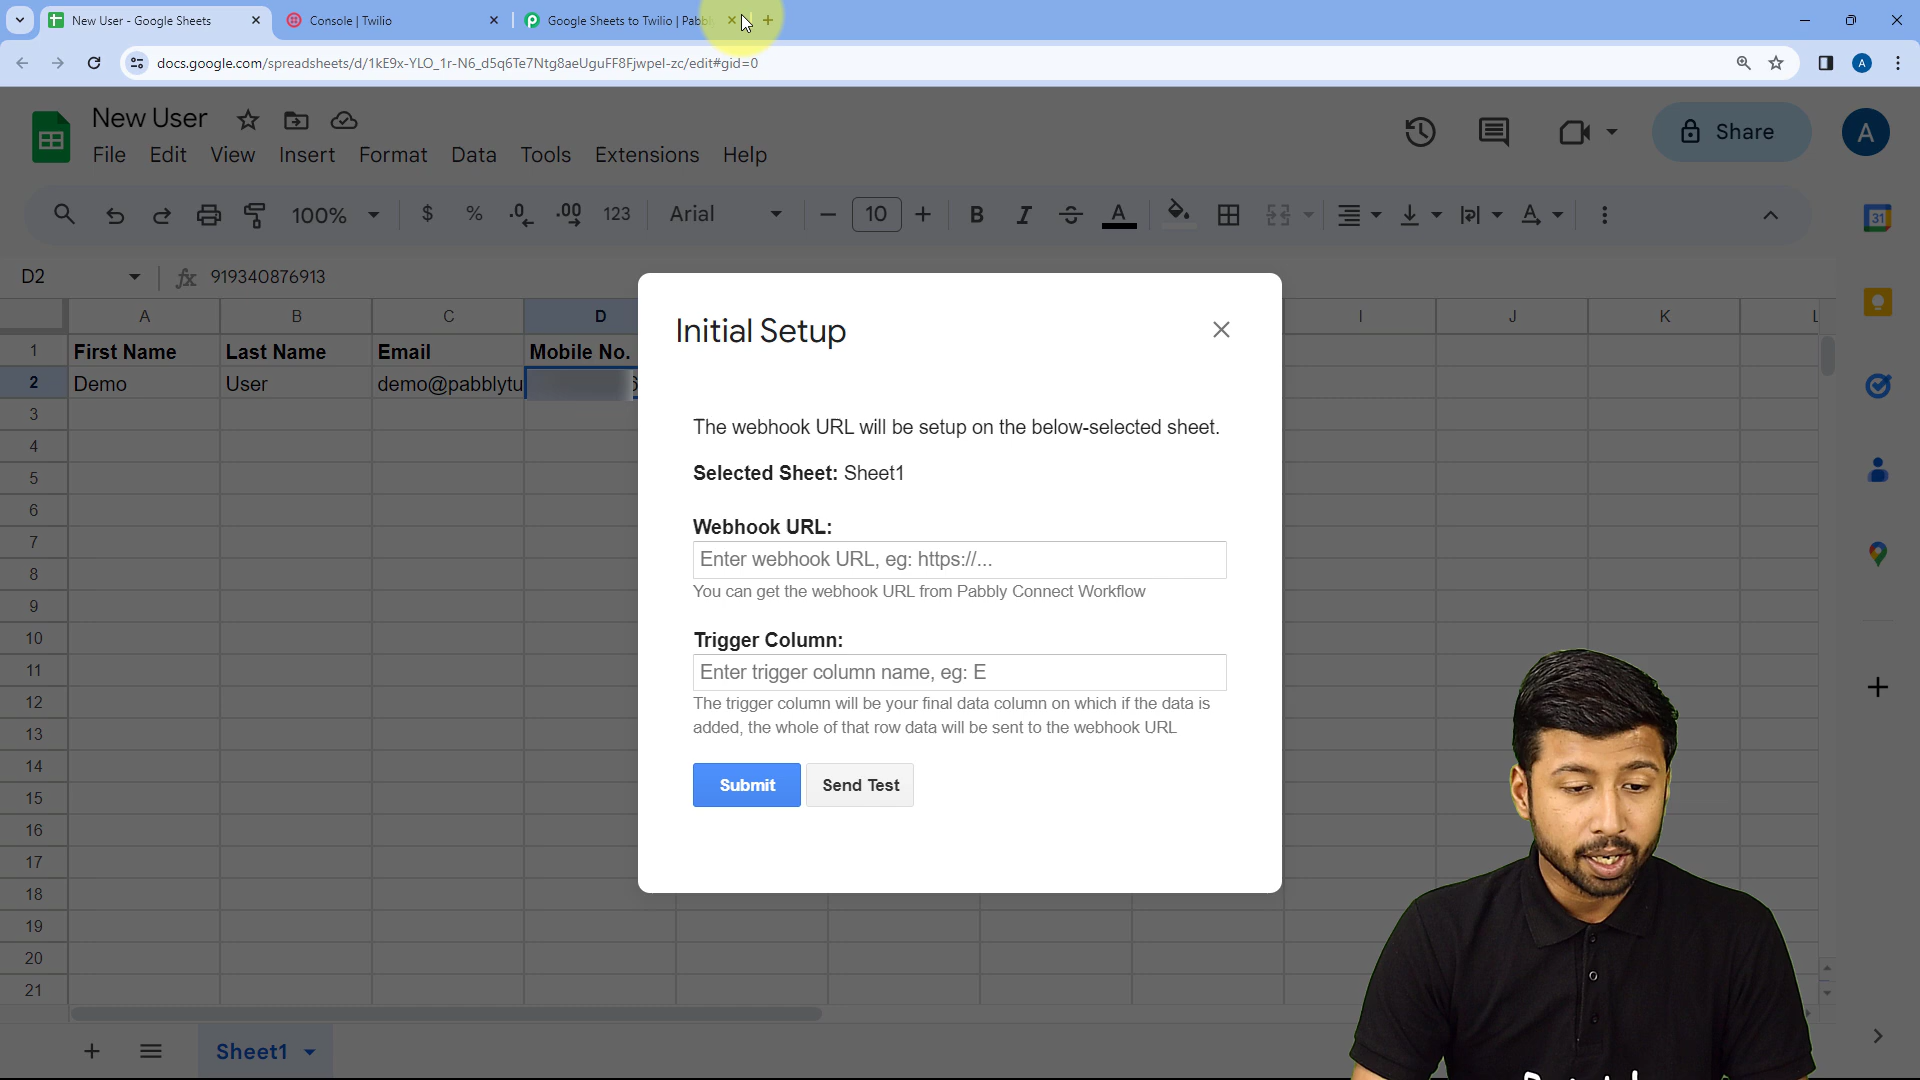 New User - Google Sheets
Console | Twilio
Google Sheets to Twilio | Pabbly
docs.google.com/spreadsheets/d/1kE9x-YLO_1r-N6_d5q6Te7Ntg8aeUguFF8Fjwpel-zc/edit#gid=0
A
New User
File Edit View Insert Format Data Tools Extensions Help
Share
A
100% $ % .0 .00 123 Arial 10 B I S A
31
D2 fx 919340876913
A B C D I J K L
1 First Name Last Name Email Mobile No.
2 Demo User demo@pabblytu
3
4
5
6
7
8
9
10
11
12
13
14
15
16
17
18
19
20
21
Initial Setup
The webhook URL will be setup on the below-selected sheet.
Selected Sheet: Sheet1
Webhook URL:
Enter webhook URL, eg: https://...
You can get the webhook URL from Pabbly Connect Workflow
Trigger Column:
Enter trigger column name, eg: E
The trigger column will be your final data column on which if the data is
added, the whole of that row data will be sent to the webhook URL
Submit Send Test
Sheet1